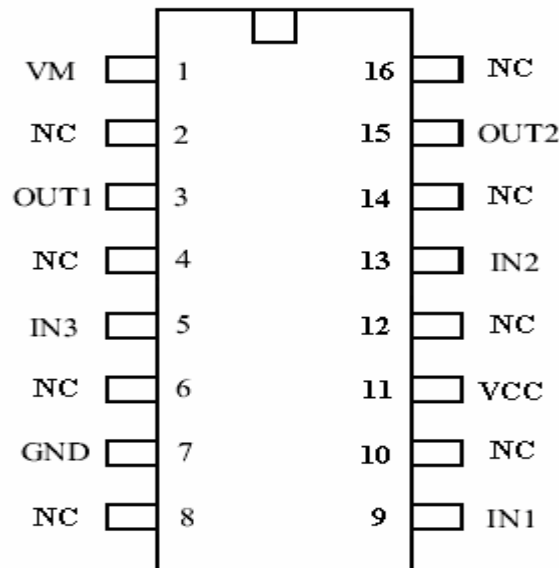 VM 1 16 NC
NC 2 15 OUT2
OUT1 3 14 NC
NC 4 13 IN2
IN3 5 12 NC
NC 6 11 VCC
GND 7 10 NC
NC 8 9 IN1